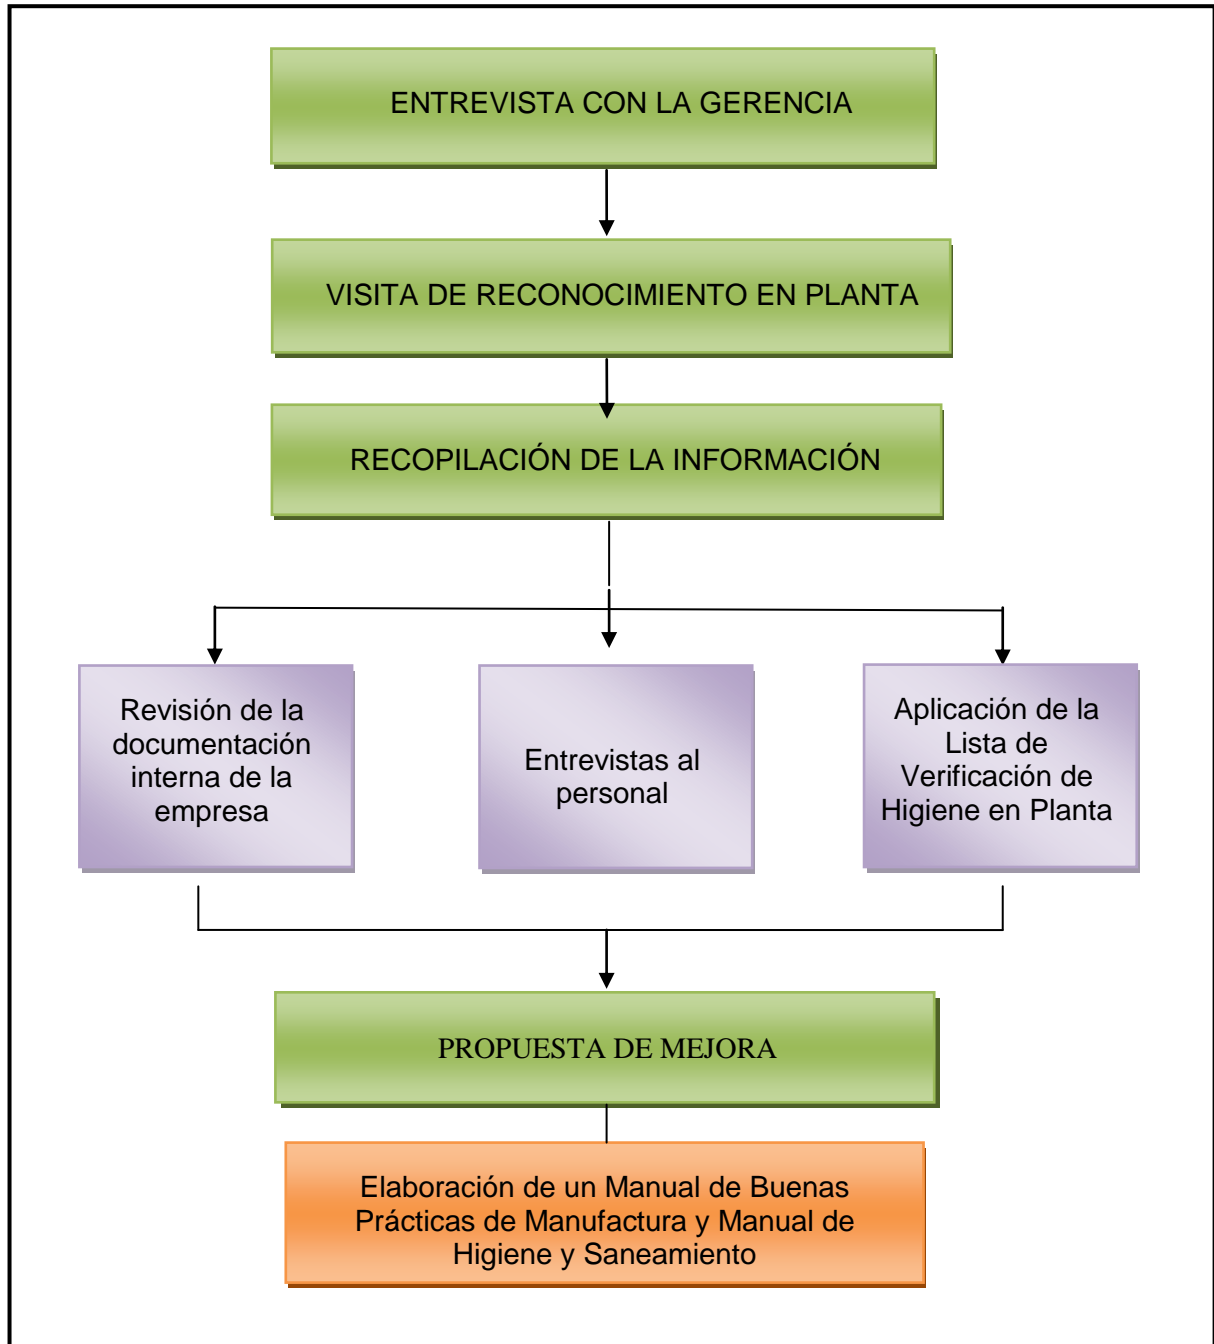 ENTREVISTA CON LA GERENCIA
VISITA DE RECONOCIMIENTO EN PLANTA
RECOPILACIÓN DE LA INFORMACIÓN
Revisión de la
documentación
interna de la
empresa
Entrevistas al
personal
Aplicación de la
Lista de
Verificación de
Higiene en Planta
PROPUESTA DE MEJORA
Elaboración de un Manual de Buenas
Prácticas de Manufactura y Manual de
Higiene y Saneamiento